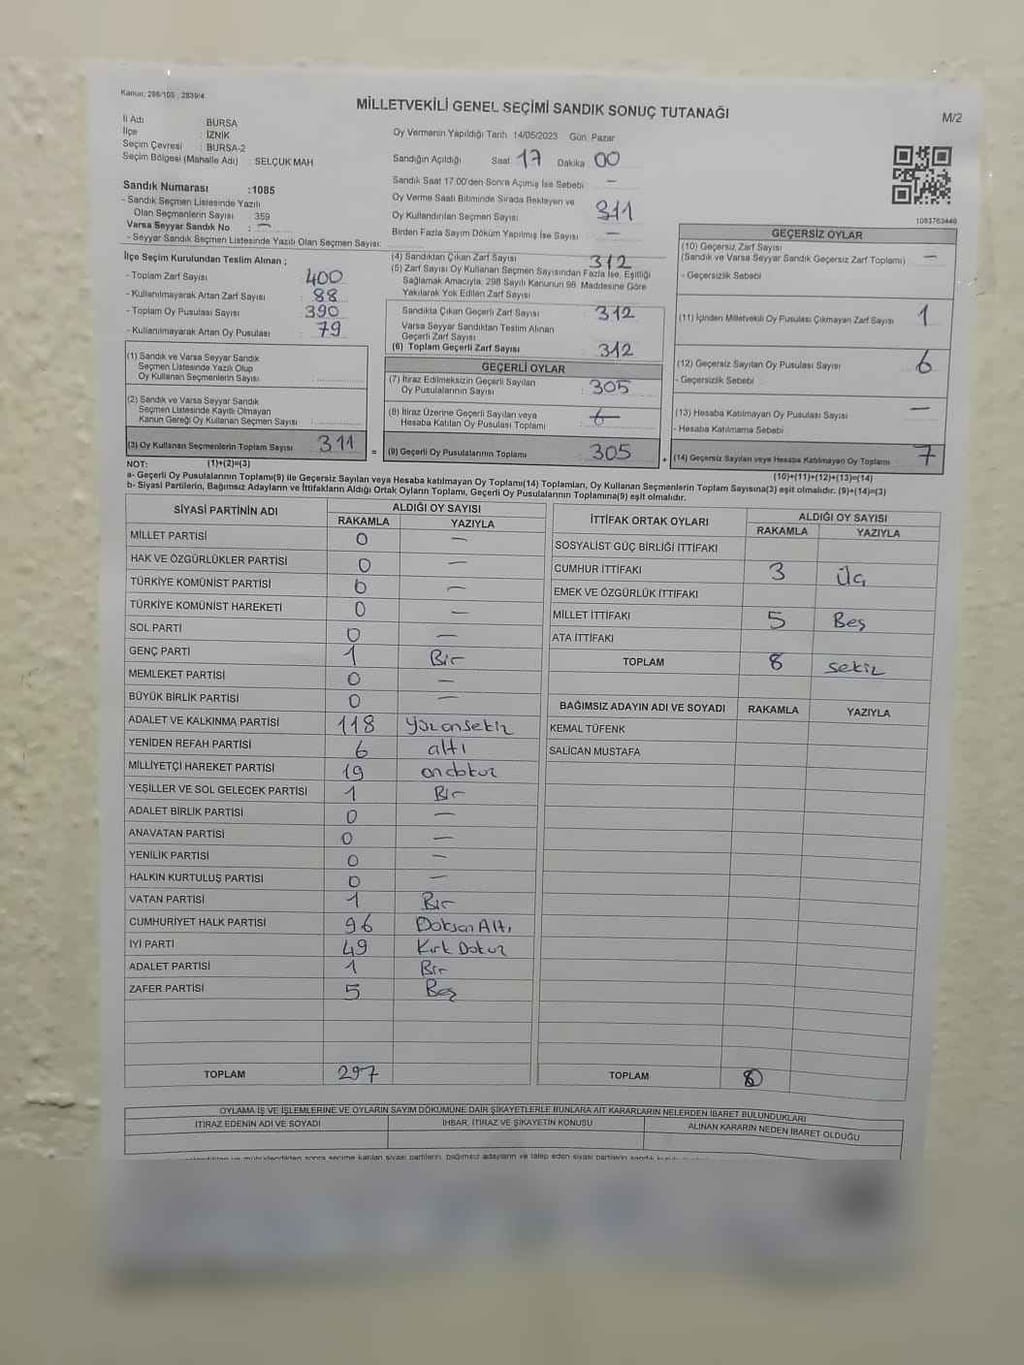 Kanun: 298/105 ; 2839/4
MİLLETVEKİLİ GENEL SEÇİMİ SANDIK SONUÇ TUTANAĞI
M/2
İl Adı : BURSA
İlçe : İZNİK
Seçim Çevresi : BURSA-2
Seçim Bölgesi (Mahalle Adı) : SELÇUK MAH
Sandık Numarası :1085
- Sandık Seçmen Listesinde Yazılı
Olan Seçmenlerin Sayısı : 359
Varsa Seyyar Sandık No : —
- Seyyar Sandık Seçmen Listesinde Yazılı Olan Seçmen Sayısı:
Oy Vermenin Yapıldığı Tarih 14/05/2023 Gün: Pazar
Sandığın Açıldığı Saat 17 Dakika 00
Sandık Saat 17:00'den Sonra Açılmış İse Sebebi —
Oy Verme Saati Bitiminde Sırada Bekleyen ve
Oy Kullandırılan Seçmen Sayısı 311
Birden Fazla Sayım Döküm Yapılmış İse Sayısı —
1083763446
İlçe Seçim Kurulundan Teslim Alınan ;
- Toplam Zarf Sayısı : 400
- Kullanılmayarak Artan Zarf Sayısı : 88
- Toplam Oy Pusulası Sayısı : 390
- Kullanılmayarak Artan Oy Pusulası : 79
(1) Sandık ve Varsa Seyyar Sandık
Seçmen Listesinde Yazılı Olup
Oy Kullanan Seçmenlerin Sayısı :
(2) Sandık ve Varsa Seyyar Sandık
Seçmen Listesinde Kayıtlı Olmayan
Kanun Gereği Oy Kullanan Seçmen Sayısı :
(3) Oy Kullanan Seçmenlerin Toplam Sayısı 311
(4) Sandıktan Çıkan Zarf Sayısı 312
(5) Zarf Sayısı Oy Kullanan Seçmen Sayısından Fazla İse, Eşitliği
Sağlamak Amacıyla, 298 Sayılı Kanunun 98. Maddesine Göre
Yakılarak Yok Edilen Zarf Sayısı
Sandıkta Çıkan Geçerli Zarf Sayısı : 312
Varsa Seyyar Sandıktan Teslim Alınan
Geçerli Zarf Sayısı
(6) Toplam Geçerli Zarf Sayısı 312
GEÇERLİ OYLAR
(7) İtiraz Edilmeksizin Geçerli Sayılan
Oy Pusulalarının Sayısı : 305
(8) İtiraz Üzerine Geçerli Sayılan veya
Hesaba Katılan Oy Pusulası Toplamı :
(9) Geçerli Oy Pusulalarının Toplamı : 305
GEÇERSİZ OYLAR
(10) Geçersiz Zarf Sayısı
(Sandık ve Varsa Seyyar Sandık Geçersiz Zarf Toplamı) —
- Geçersizlik Sebebi
(11) İçinden Milletvekili Oy Pusulası Çıkmayan Zarf Sayısı 1
(12) Geçersiz Sayılan Oy Pusulası Sayısı : 6
- Geçersizlik Sebebi
(13) Hesaba Katılmayan Oy Pusulası Sayısı —
- Hesaba Katılmama Sebebi
(14) Geçersiz Sayılan veya Hesaba Katılmayan Oy Toplamı : 7
= +
NOT: (1)+(2)=(3) (10)+(11)+(12)+(13)=(14)
a- Geçerli Oy Pusulalarının Toplamı(9) ile Geçersiz Sayılan veya Hesaba katılmayan Oy Toplamı(14) Toplamları, Oy Kullanan Seçmenlerin Toplam Sayısına(3) eşit olmalıdır. (9)+(14)=(3)
b- Siyasi Partilerin, Bağımsız Adayların ve İttifakların Aldığı Ortak Oyların Toplamı, Geçerli Oy Pusulalarının Toplamına(9) eşit olmalıdır.
SİYASİ PARTİNİN ADI ALDIĞI OY SAYISI
RAKAMLA YAZIYLA
MİLLET PARTİSİ 0 —
HAK VE ÖZGÜRLÜKLER PARTİSİ 0 —
TÜRKİYE KOMÜNİST PARTİSİ 0 —
TÜRKİYE KOMÜNİST HAREKETİ 0 —
SOL PARTİ 0 —
GENÇ PARTİ 1 Bir
MEMLEKET PARTİSİ 0 —
BÜYÜK BİRLİK PARTİSİ 0 —
ADALET VE KALKINMA PARTİSİ 118 yüzonsekiz
YENİDEN REFAH PARTİSİ 6 altı
MİLLİYETÇİ HAREKET PARTİSİ 19 ondokuz
YEŞİLLER VE SOL GELECEK PARTİSİ 1 Bir
ADALET BİRLİK PARTİSİ 0 —
ANAVATAN PARTİSİ 0 —
YENİLİK PARTİSİ 0 —
HALKIN KURTULUŞ PARTİSİ 0 —
VATAN PARTİSİ 1 Bir
CUMHURİYET HALK PARTİSİ 96 Doksan Altı
İYİ PARTİ 49 Kırk Dokuz
ADALET PARTİSİ 1 Bir
ZAFER PARTİSİ 5 Beş
TOPLAM 297
İTTİFAK ORTAK OYLARI ALDIĞI OY SAYISI
RAKAMLA YAZIYLA
SOSYALİST GÜÇ BİRLİĞİ İTTİFAKI
CUMHUR İTTİFAKI 3 Üç
EMEK VE ÖZGÜRLÜK İTTİFAKI
MİLLET İTTİFAKI 5 Beş
ATA İTTİFAKI
TOPLAM 8 sekiz
BAĞIMSIZ ADAYIN ADI VE SOYADI RAKAMLA YAZIYLA
KEMAL TÜFENK
SALİCAN MUSTAFA
TOPLAM
OYLAMA İŞ VE İŞLEMLERİNE VE OYLARIN SAYIM DÖKÜMÜNE DAİR ŞİKAYETLERLE BUNLARA AİT KARARLARIN NELERDEN İBARET BULUNDUKLARI
İTİRAZ EDENİN ADI VE SOYADI İHBAR, İTİRAZ VE ŞİKAYETİN KONUSU ALINAN KARARIN NEDEN İBARET OLDUĞU